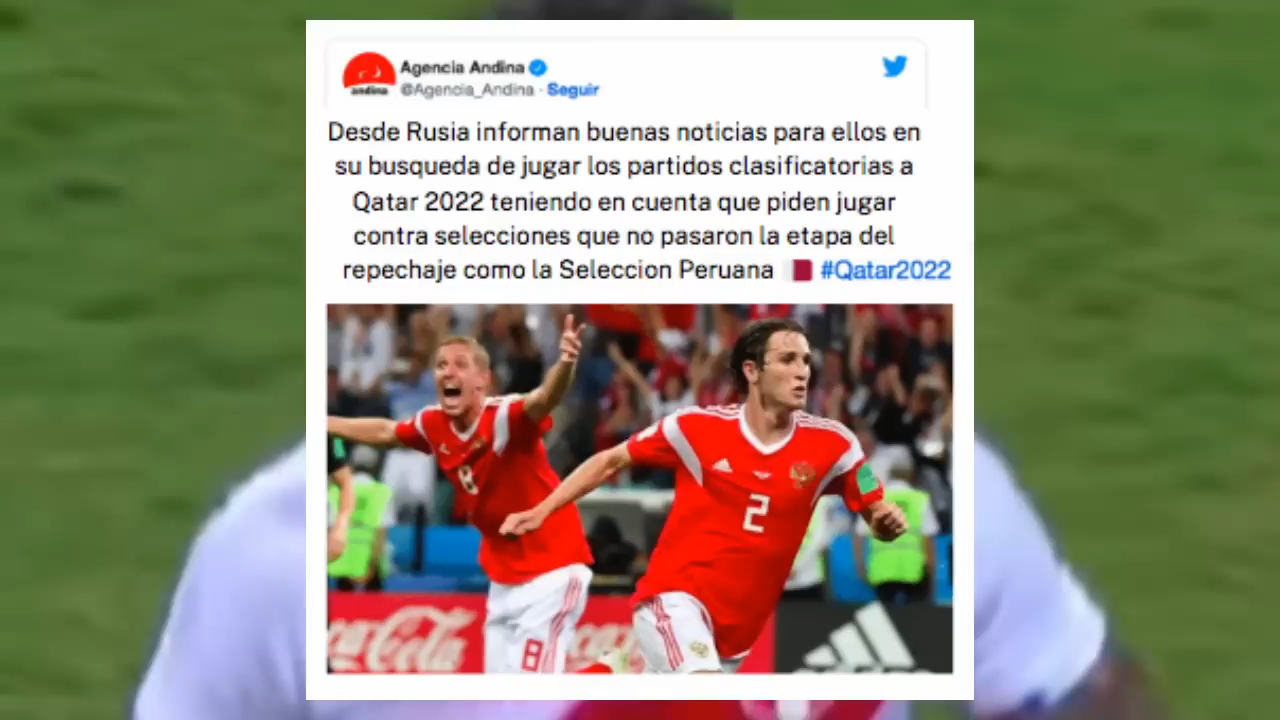 Agencia Andina
andina
@Agencia_Andina · Seguir
Desde Rusia informan buenas noticias para ellos en
su busqueda de jugar los partidos clasificatorias a
Qatar 2022 teniendo en cuenta que piden jugar
contra selecciones que no pasaron la etapa del
repechaje como la Seleccion Peruana #Qatar2022
8
2
Coca-Cola
8
adidas